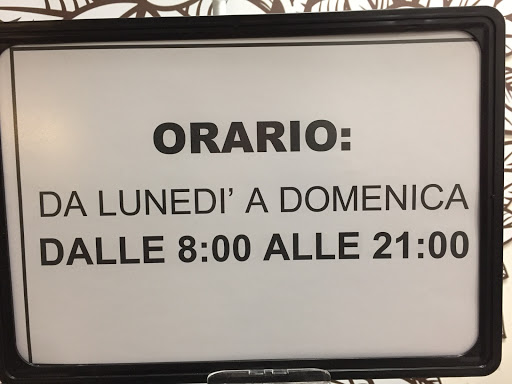 ORARIO:
DA LUNEDI' A DOMENICA
DALLE 8:00 ALLE 21:00